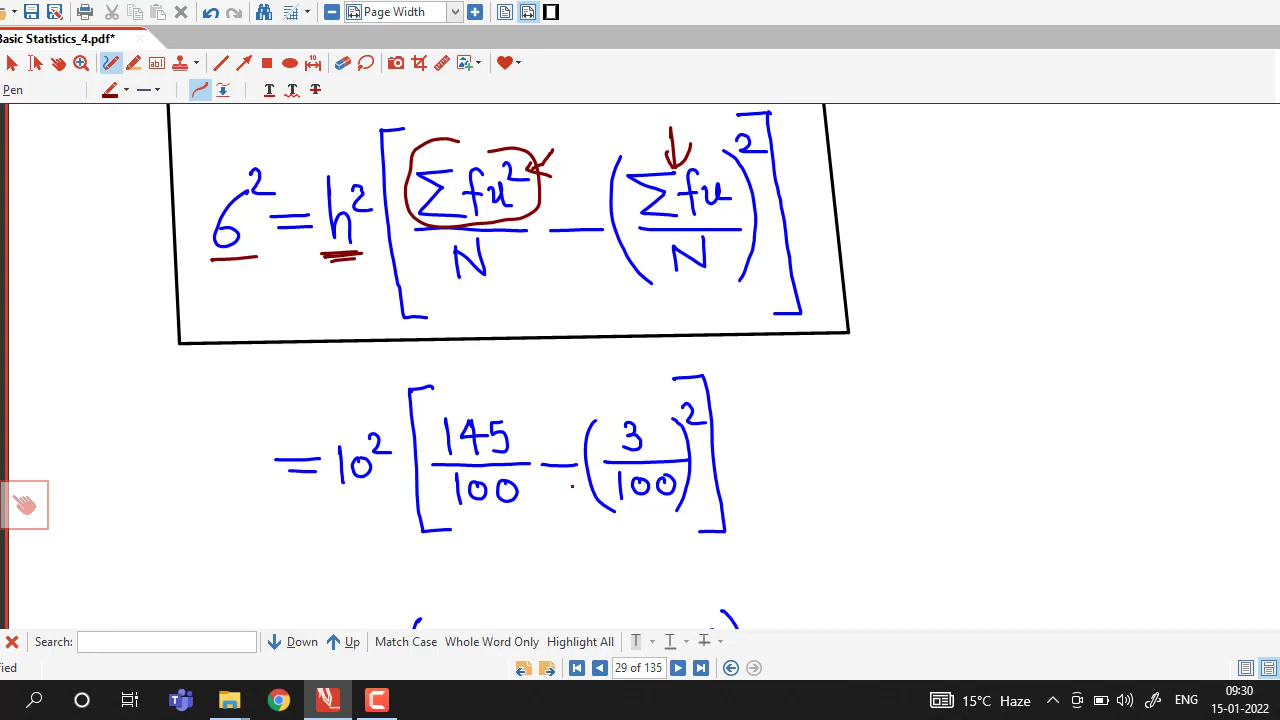 Page Width
Basic Statistics_4.pdf*
10
Pen
σ² = h² [ Σfu²/N − (Σfu/N)² ]
= 10² [ 145/100 − (3/100)² ]
Search: Down Up Match Case Whole Word Only Highlight All T T T
fied 29 of 135
15°C Haze ENG 09:30
15-01-2022